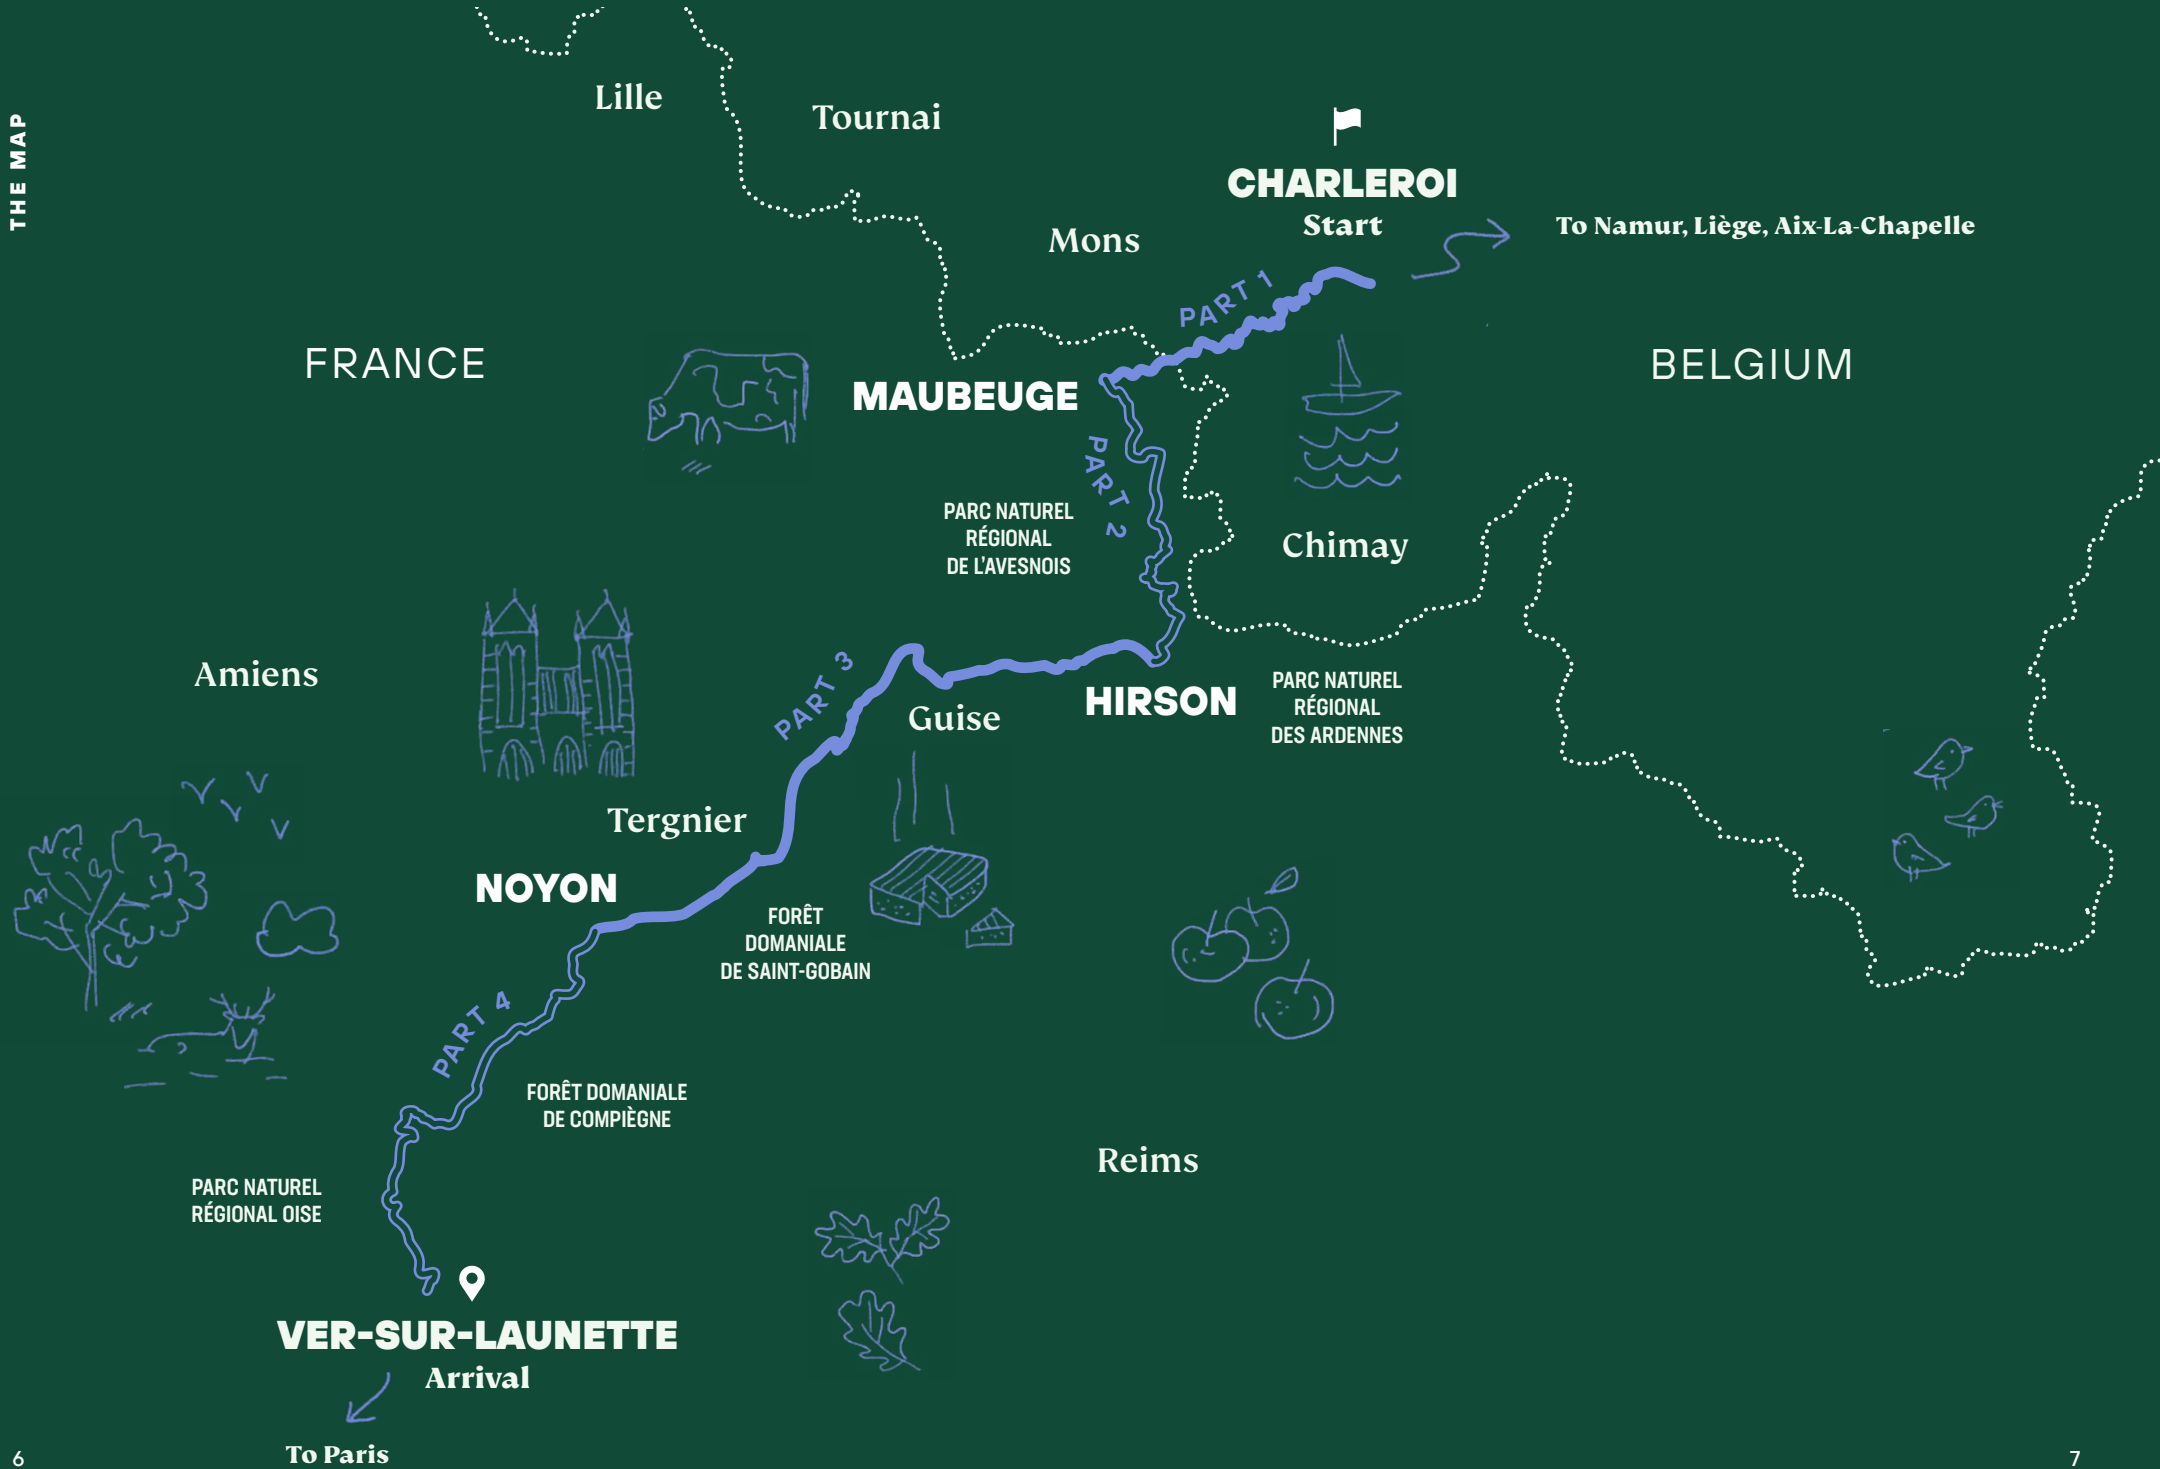 THE MAP
Lille
Tournai
CHARLEROI
Start
To Namur, Liège, Aix-La-Chapelle
Mons
PART 1
FRANCE
BELGIUM
MAUBEUGE
PART 2
PARC NATUREL
RÉGIONAL
DE L'AVESNOIS
Chimay
Amiens
PART 3
HIRSON
PARC NATUREL
RÉGIONAL
DES ARDENNES
Guise
Tergnier
NOYON
FORÊT
DOMANIALE
DE SAINT-GOBAIN
PART 4
FORÊT DOMANIALE
DE COMPIÈGNE
Reims
PARC NATUREL
RÉGIONAL OISE
VER-SUR-LAUNETTE
Arrival
To Paris
6
7